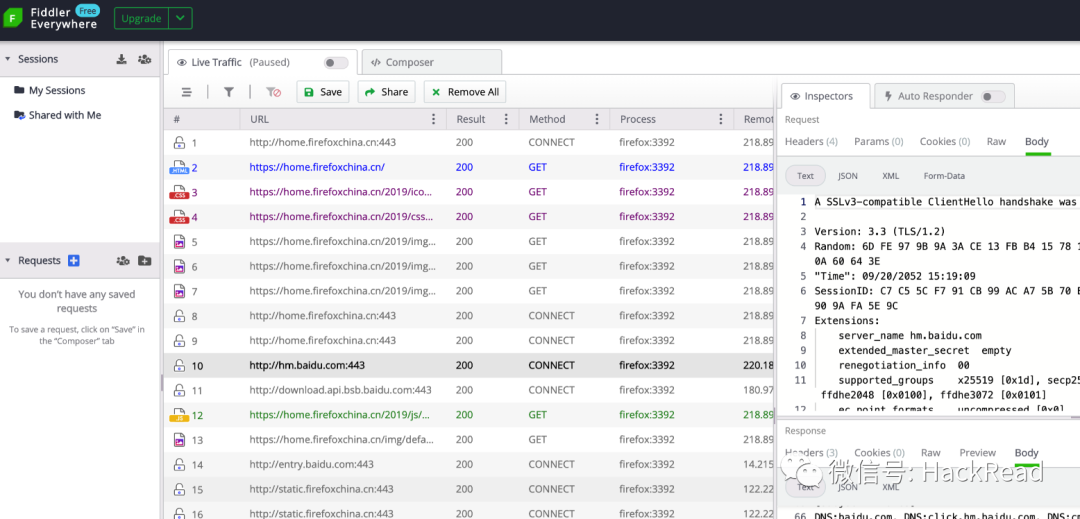 Fiddler Free
Everywhere
Upgrade
Sessions
My Sessions
Shared with Me
Requests
You don't have any saved
requests
To save a request, click on "Save" in
the "Composer" tab
Live Traffic (Paused)
Composer
Save
Share
Remove All
# URL Result Method Process Remot
1 http://home.firefoxchina.cn:443 200 CONNECT firefox:3392 218.89
2 https://home.firefoxchina.cn/ 200 GET firefox:3392 218.89
3 https://home.firefoxchina.cn/2019/ico... 200 GET firefox:3392 218.89
4 https://home.firefoxchina.cn/2019/css... 200 GET firefox:3392 218.89
5 https://home.firefoxchina.cn/2019/img... 200 GET firefox:3392 218.89
6 https://home.firefoxchina.cn/2019/img... 200 GET firefox:3392 218.89
7 https://home.firefoxchina.cn/2019/img... 200 GET firefox:3392 218.89
8 http://home.firefoxchina.cn:443 200 CONNECT firefox:3392 218.89
9 http://home.firefoxchina.cn:443 200 CONNECT firefox:3392 218.89
10 http://hm.baidu.com:443 200 CONNECT firefox:3392 220.18
11 http://download.api.bsb.baidu.com:443 200 CONNECT firefox:3392 180.97
12 https://home.firefoxchina.cn/2019/js/... 200 GET firefox:3392 218.89
13 https://home.firefoxchina.cn/img/defa... 200 GET firefox:3392 218.89
14 http://entry.baidu.com:443 200 CONNECT firefox:3392 14.215
15 http://static.firefoxchina.cn:443 200 CONNECT firefox:3392 122.22
16 http://static.firefoxchina.cn:443 200 CONNECT firefox:3392 122.22
Inspectors
Auto Responder
Request
Headers (4) Params (0) Cookies (0) Raw Body
Text JSON XML Form-Data
1 A SSLv3-compatible ClientHello handshake was
2
3 Version: 3.3 (TLS/1.2)
4 Random: 6D FE 97 9B 9A 3A CE 13 FB B4 15 78
0A 60 64 3E
5 "Time": 09/20/2052 15:19:09
6 SessionID: C7 C5 5C F7 91 CB 99 AC A7 5B 70
90 9A FA 5E 9C
7 Extensions:
8 server_name hm.baidu.com
9 extended_master_secret empty
10 renegotiation_info 00
11 supported_groups x25519 [0x1d], secp25
ffdhe2048 [0x0100], ffdhe3072 [0x0101]
12 ec_point_formats uncompressed [0x0]
Response
Headers (3) Cookies (0) Raw Preview Body
Text JSON XML
66 DNS:baidu.com, DNS:click.hm.baidu.com, DNS:cm
微信号: HackRead
HTML
CSS
CSS
JS